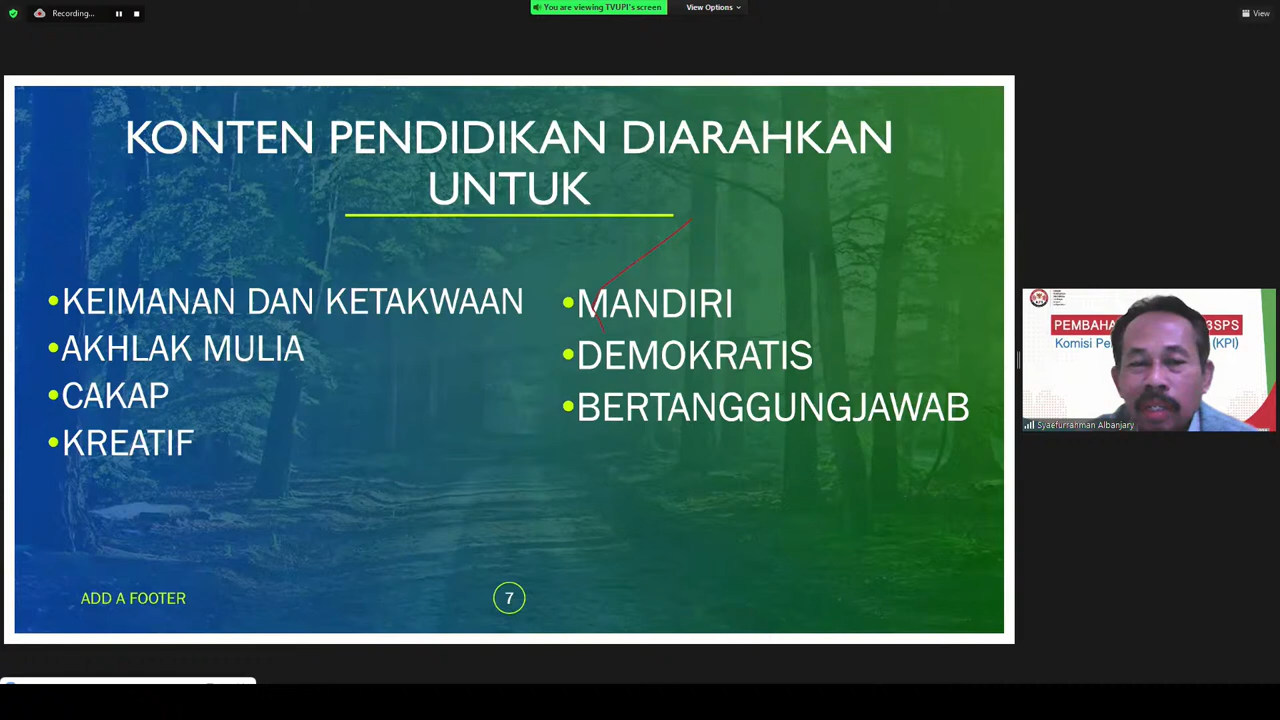 Recording...
You are viewing TVUPI's screen
View Options
View
KONTEN PENDIDIKAN DIARAHKAN
UNTUK
•KEIMANAN DAN KETAKWAAN
•AKHLAK MULIA
•CAKAP
•KREATIF
•MANDIRI
•DEMOKRATIS
•BERTANGGUNGJAWAB
ADD A FOOTER
7
PEMBAHA 3SPS
Komisi Pe (KPI)
Syaefurrahman Albanjary